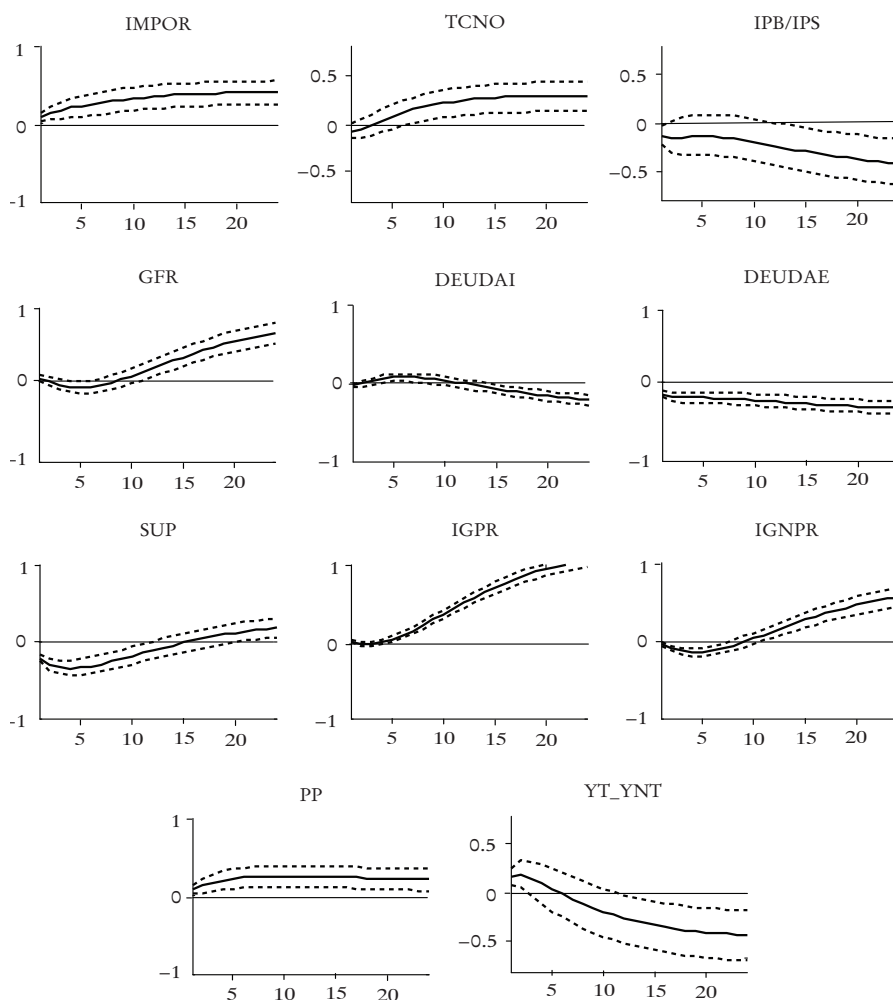 IMPOR TCNO IPB/IPS
1 0.5 0.5
0 0 0
-1 −0.5 −0.5
5 10 15 20 5 10 15 20 5 10 15 20
GFR DEUDAI DEUDAE
1 1 1
0 0 0
-1 −1 −1
5 10 15 20 5 10 15 20 5 10 15 20
SUP IGPR IGNPR
1 1 1
0 0 0
-1 −1 −1
5 10 15 20 5 10 15 20 5 10 15 20
PP YT_YNT
1 0.5
0 0
−1 −0.5
5 10 15 20 5 10 15 20